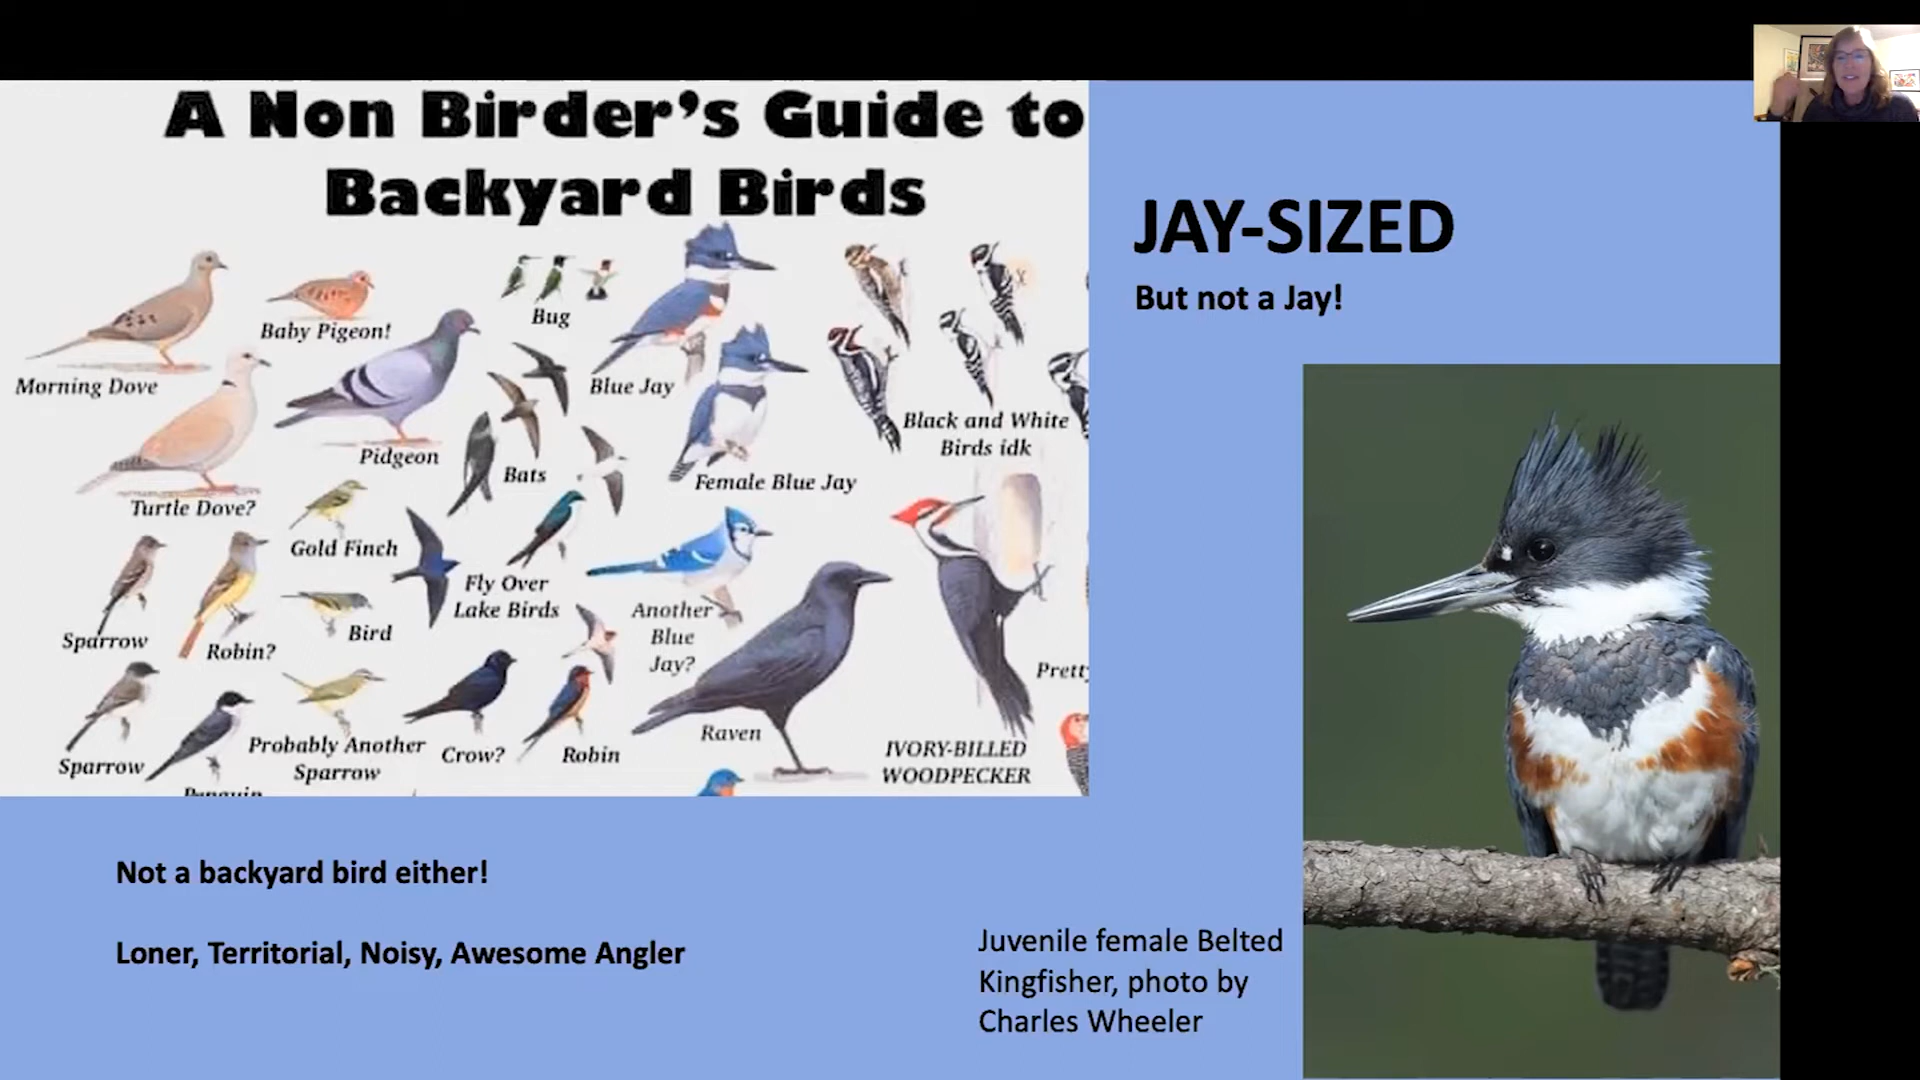 A Non Birder's Guide to
Backyard Birds
Morning Dove
Baby Pigeon!
Bug
Blue Jay
Black and White
Birds idk
Pidgeon
Bats
Female Blue Jay
Turtle Dove?
Gold Finch
Fly Over
Lake Birds
Another
Blue
Jay?
Sparrow
Robin?
Bird
Pretty
Sparrow
Probably Another
Sparrow
Crow?
Robin
Raven
IVORY-BILLED
WOODPECKER
Penguin
JAY-SIZED
But not a Jay!
Not a backyard bird either!
Loner, Territorial, Noisy, Awesome Angler
Juvenile female Belted
Kingfisher, photo by
Charles Wheeler